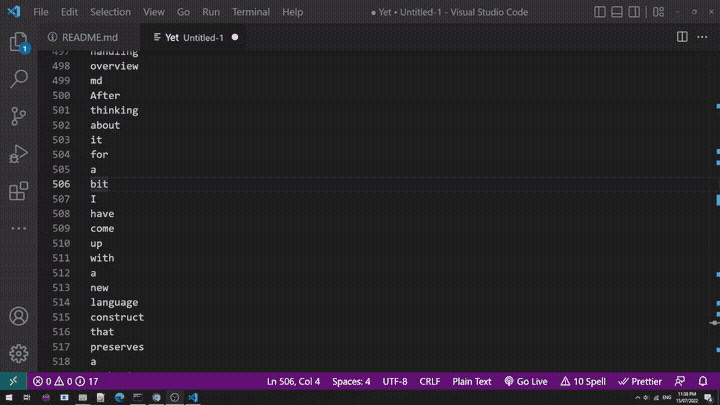 File Edit Selection View Go Run Terminal Help ● Yet • Untitled-1 - Visual Studio Code
README.md Yet Untitled-1
1
497 handling
498 overview
499 md
500 After
501 thinking
502 about
503 it
504 for
505 a
506 bit
507 I
508 have
509 come
510 up
511 with
512 a
513 new
514 language
515 construct
516 that
517 preserves
518 a
0 0 17 Ln 506, Col 4 Spaces: 4 UTF-8 CRLF Plain Text Go Live 10 Spell Prettier
ENG 11:38 PM
15/07/2022